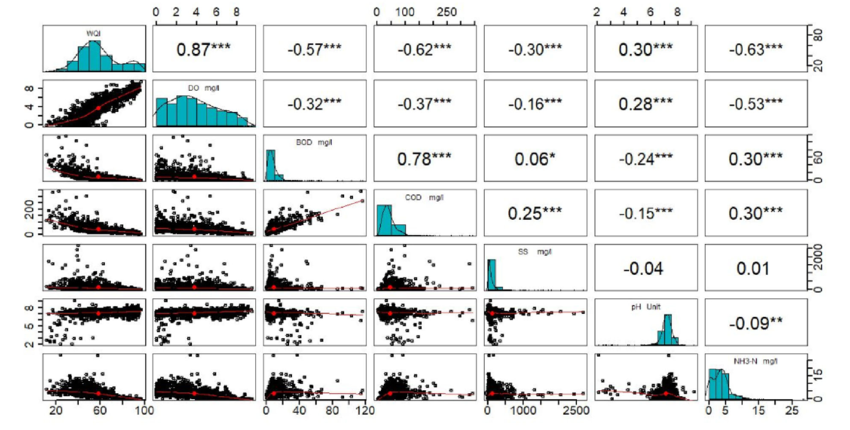 0 2 4 6 8
0 100 250
2 4 6 8
WQI
0.87***
-0.57***
-0.62***
-0.30***
0.30***
-0.63***
20 80
0 4 8
DO mg/l
-0.32***
-0.37***
-0.16***
0.28***
-0.53***
BOD mg/l
0.78***
0.06*
-0.24***
0.30***
0 60
0 200
COD mg/l
0.25***
-0.15***
0.30***
SS mg/l
-0.04
0.01
0 2000
2 5 8
pH Unit
-0.09**
NH3-N mg/l
0 15
20 60 100
0 40 80 120
0 1000 2500
0 5 15 25